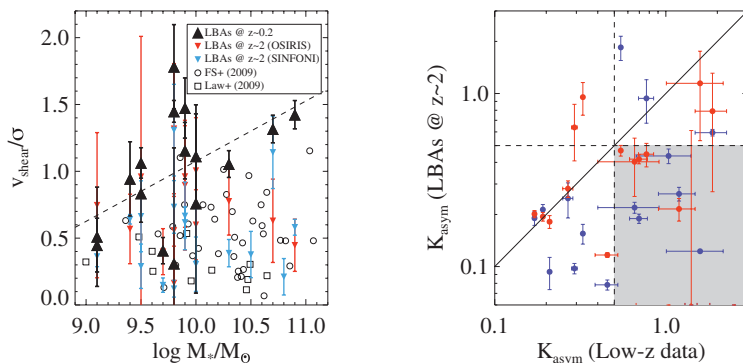 LBAs @ z~0.2
LBAs @ z~2 (OSIRIS)
LBAs @ z~2 (SINFONI)
FS+ (2009)
Law+ (2009)
2.0
1.5
1.0
0.5
0.0
v_shear/σ
9.0 9.5 10.0 10.5 11.0
log M_*/M_⊙
1.0
0.1
K_asym (LBAs @ z~2)
0.1 1.0
K_asym (Low-z data)